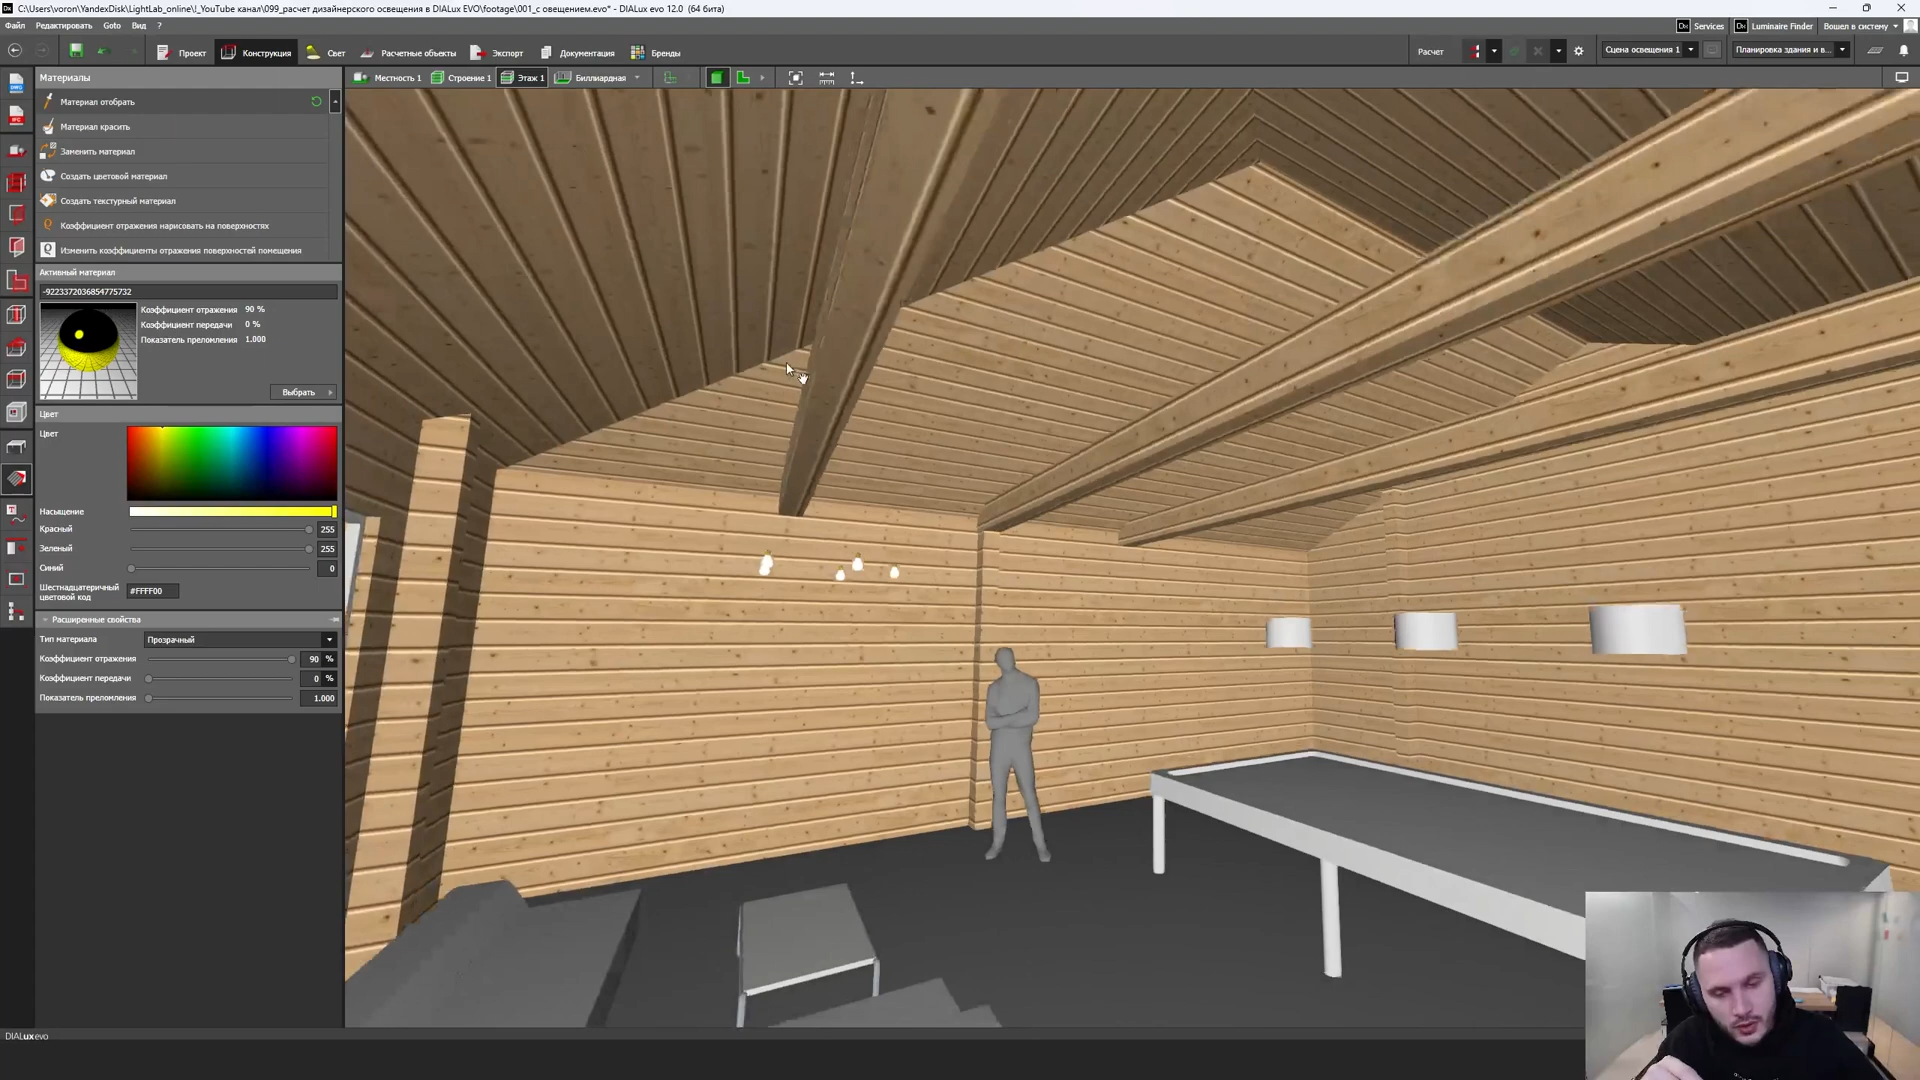 C:\Users\voron\YandexDisk\LightLab_online\!_YouTube канал\099_расчет дизайнерского освещения в DIALux EVO\footage\001_с овещением.evo* - DIALux evo 12.0 (64 бита)
Файл Редактировать Goto Вид ?
Services Luminaire Finder Вошел в систему
Проект Конструкция Свет Расчетные объекты Экспорт Документация Бренды
Расчет Сцена освещения 1 Планировка здания и в...
Материалы
Местность 1 Строение 1 Этаж 1 Биллиардная
Материал отобрать
Материал красить
Заменить материал
Создать цветовой материал
Создать текстурный материал
Коэффициент отражения нарисовать на поверхностях
Изменить коэффициенты отражения поверхностей помещения
Активный материал
-9223372036854775732
Коэффициент отражения 90 %
Коэффициент передачи 0 %
Показатель преломления 1.000
Выбрать
Цвет
Цвет
Насыщение
Красный 255
Зеленый 255
Синий 0
Шестнадцатеричный цветовой код #FFFF00
Расширенные свойства
Тип материала Прозрачный
Коэффициент отражения 90 %
Коэффициент передачи 0 %
Показатель преломления 1.000
DIALux evo